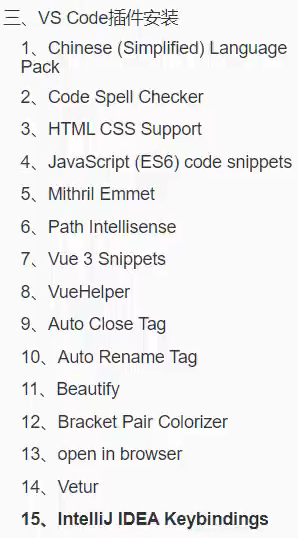 三、VS Code插件安装
1、Chinese (Simplified) Language
Pack
2、Code Spell Checker
3、HTML CSS Support
4、JavaScript (ES6) code snippets
5、Mithril Emmet
6、Path Intellisense
7、Vue 3 Snippets
8、VueHelper
9、Auto Close Tag
10、Auto Rename Tag
11、Beautify
12、Bracket Pair Colorizer
13、open in browser
14、Vetur
15、IntelliJ IDEA Keybindings